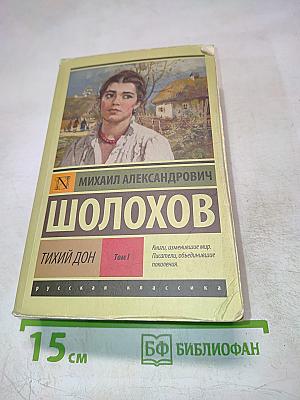 N
МИХАИЛ АЛЕКСАНДРОВИЧ
ШОЛОХОВ
ТИХИЙ ДОН
Том I
Книги, изменившие мир.
Писатели, объединившие
поколения.
русская классика
15 см
БФ БИБЛИОФАН